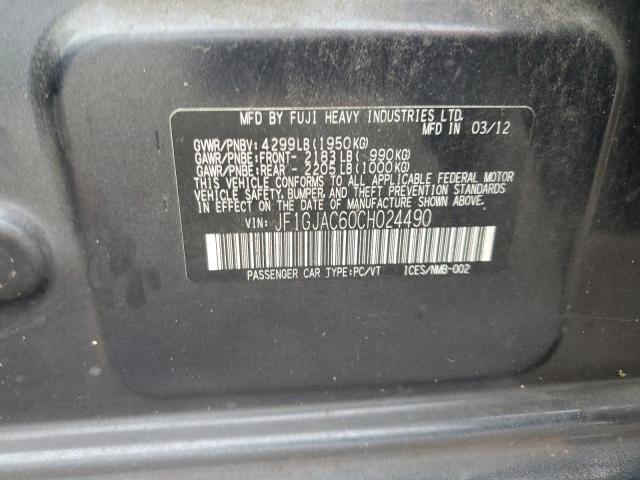 MFD BY FUJI HEAVY INDUSTRIES LTD.
MFD IN 03/12
GVWR/PNBV: 4299LB(1950KG)
GAWR/PNBE:FRONT- 2183LB( 990KG)
GAWR/PNBE:REAR - 2205LB(1000KG)
THIS VEHICLE CONFORMS TO ALL APPLICABLE FEDERAL MOTOR
VEHICLE SAFETY, BUMPER, AND THEFT PREVENTION STANDARDS
IN EFFECT ON THE DATE OF MANUFACTURE SHOWN ABOVE.
VIN: JF1GJAC60CH024490
PASSENGER CAR TYPE:PC/VT ICES/NMB-002